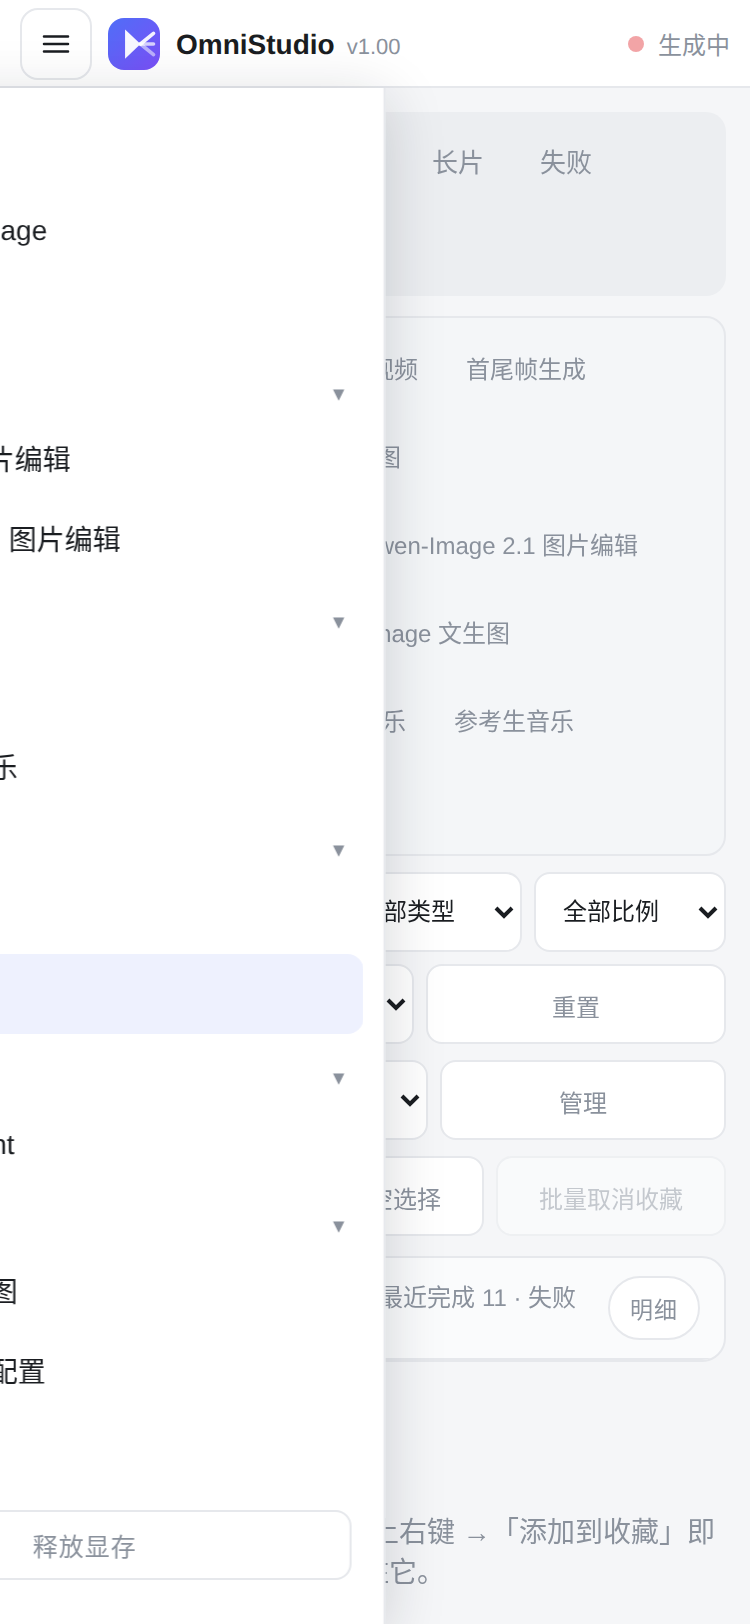 OmniStudio v1.00 生成中
长片 失败
age
视频 首尾帧生成
片编辑
图
图片编辑
wen-Image 2.1 图片编辑
nage 文生图
乐 参考生音乐
乐
部类型 全部比例
重置
管理
nt
空选择 批量取消收藏
图
最近完成 11 · 失败 明细
配置
释放显存
上右键 →「添加到收藏」即
它。